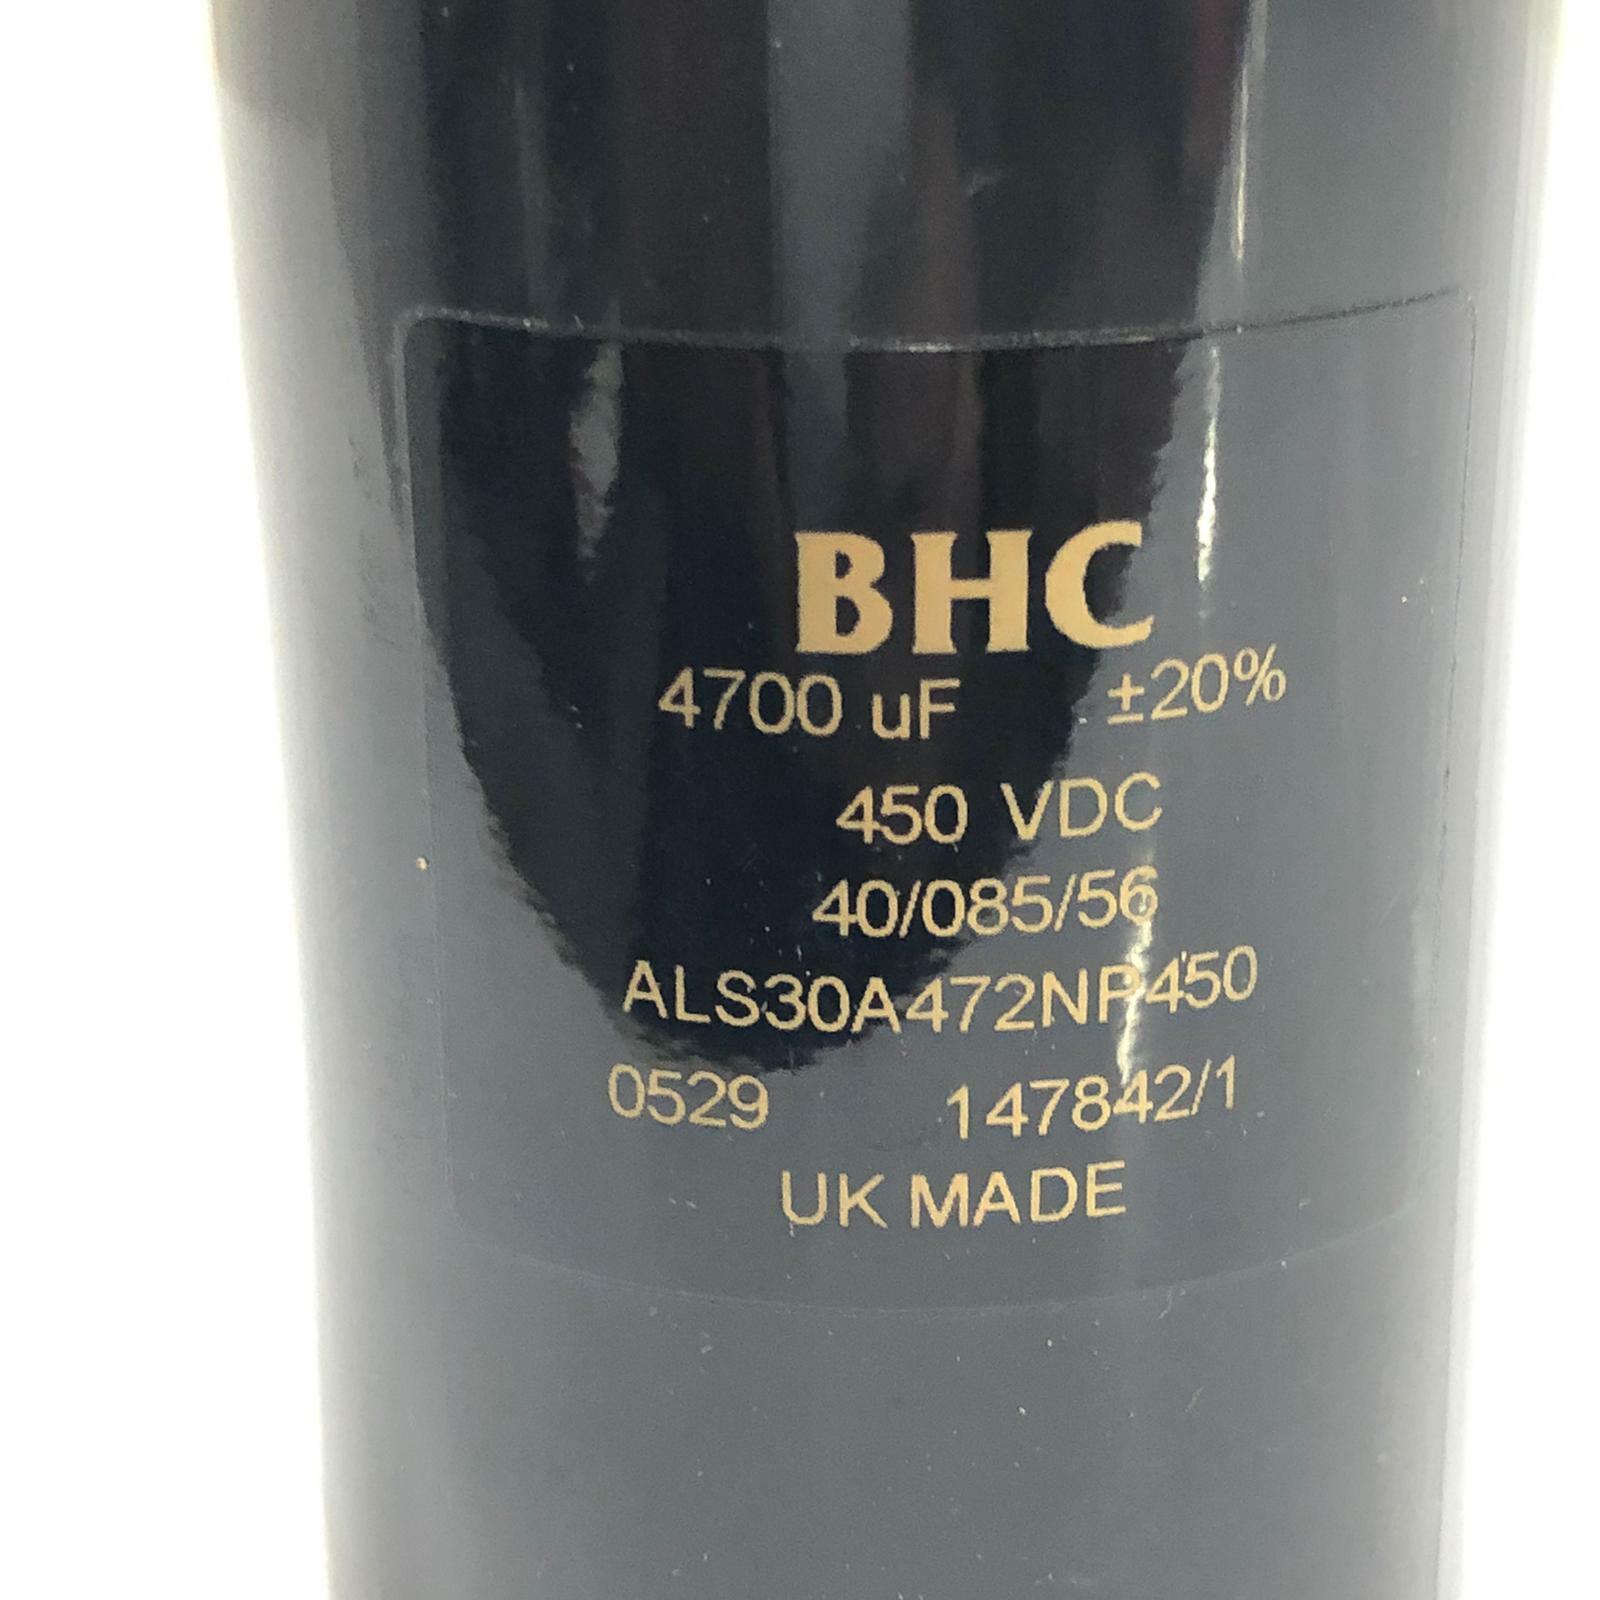 BHC
4700 uF ±20%
450 VDC
40/085/56
ALS30A472NP450
0529 147842/1
UK MADE